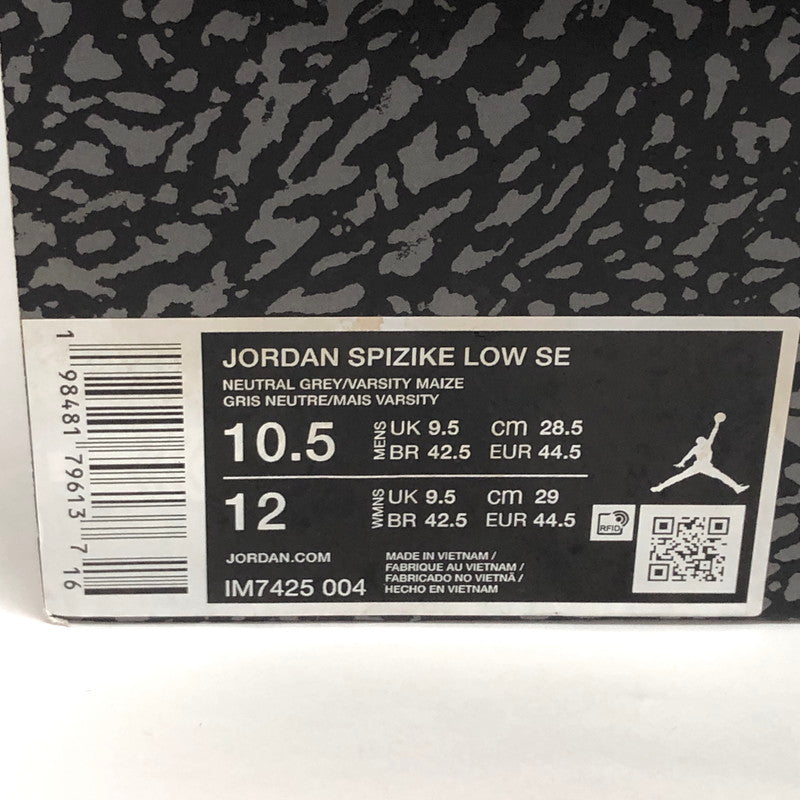 JORDAN SPIZIKE LOW SE
NEUTRAL GREY/VARSITY MAIZE
GRIS NEUTRE/MAIS VARSITY
10.5 MENS UK 9.5 cm 28.5
BR 42.5 EUR 44.5
12 WMNS UK 9.5 cm 29
BR 42.5 EUR 44.5
RFID
JORDAN.COM
IM7425 004
MADE IN VIETNAM /
FABRIQUE AU VIETNAM /
FABRICADO NO VIETNÃ /
HECHO EN VIETNAM
1 98481 79613 7 16